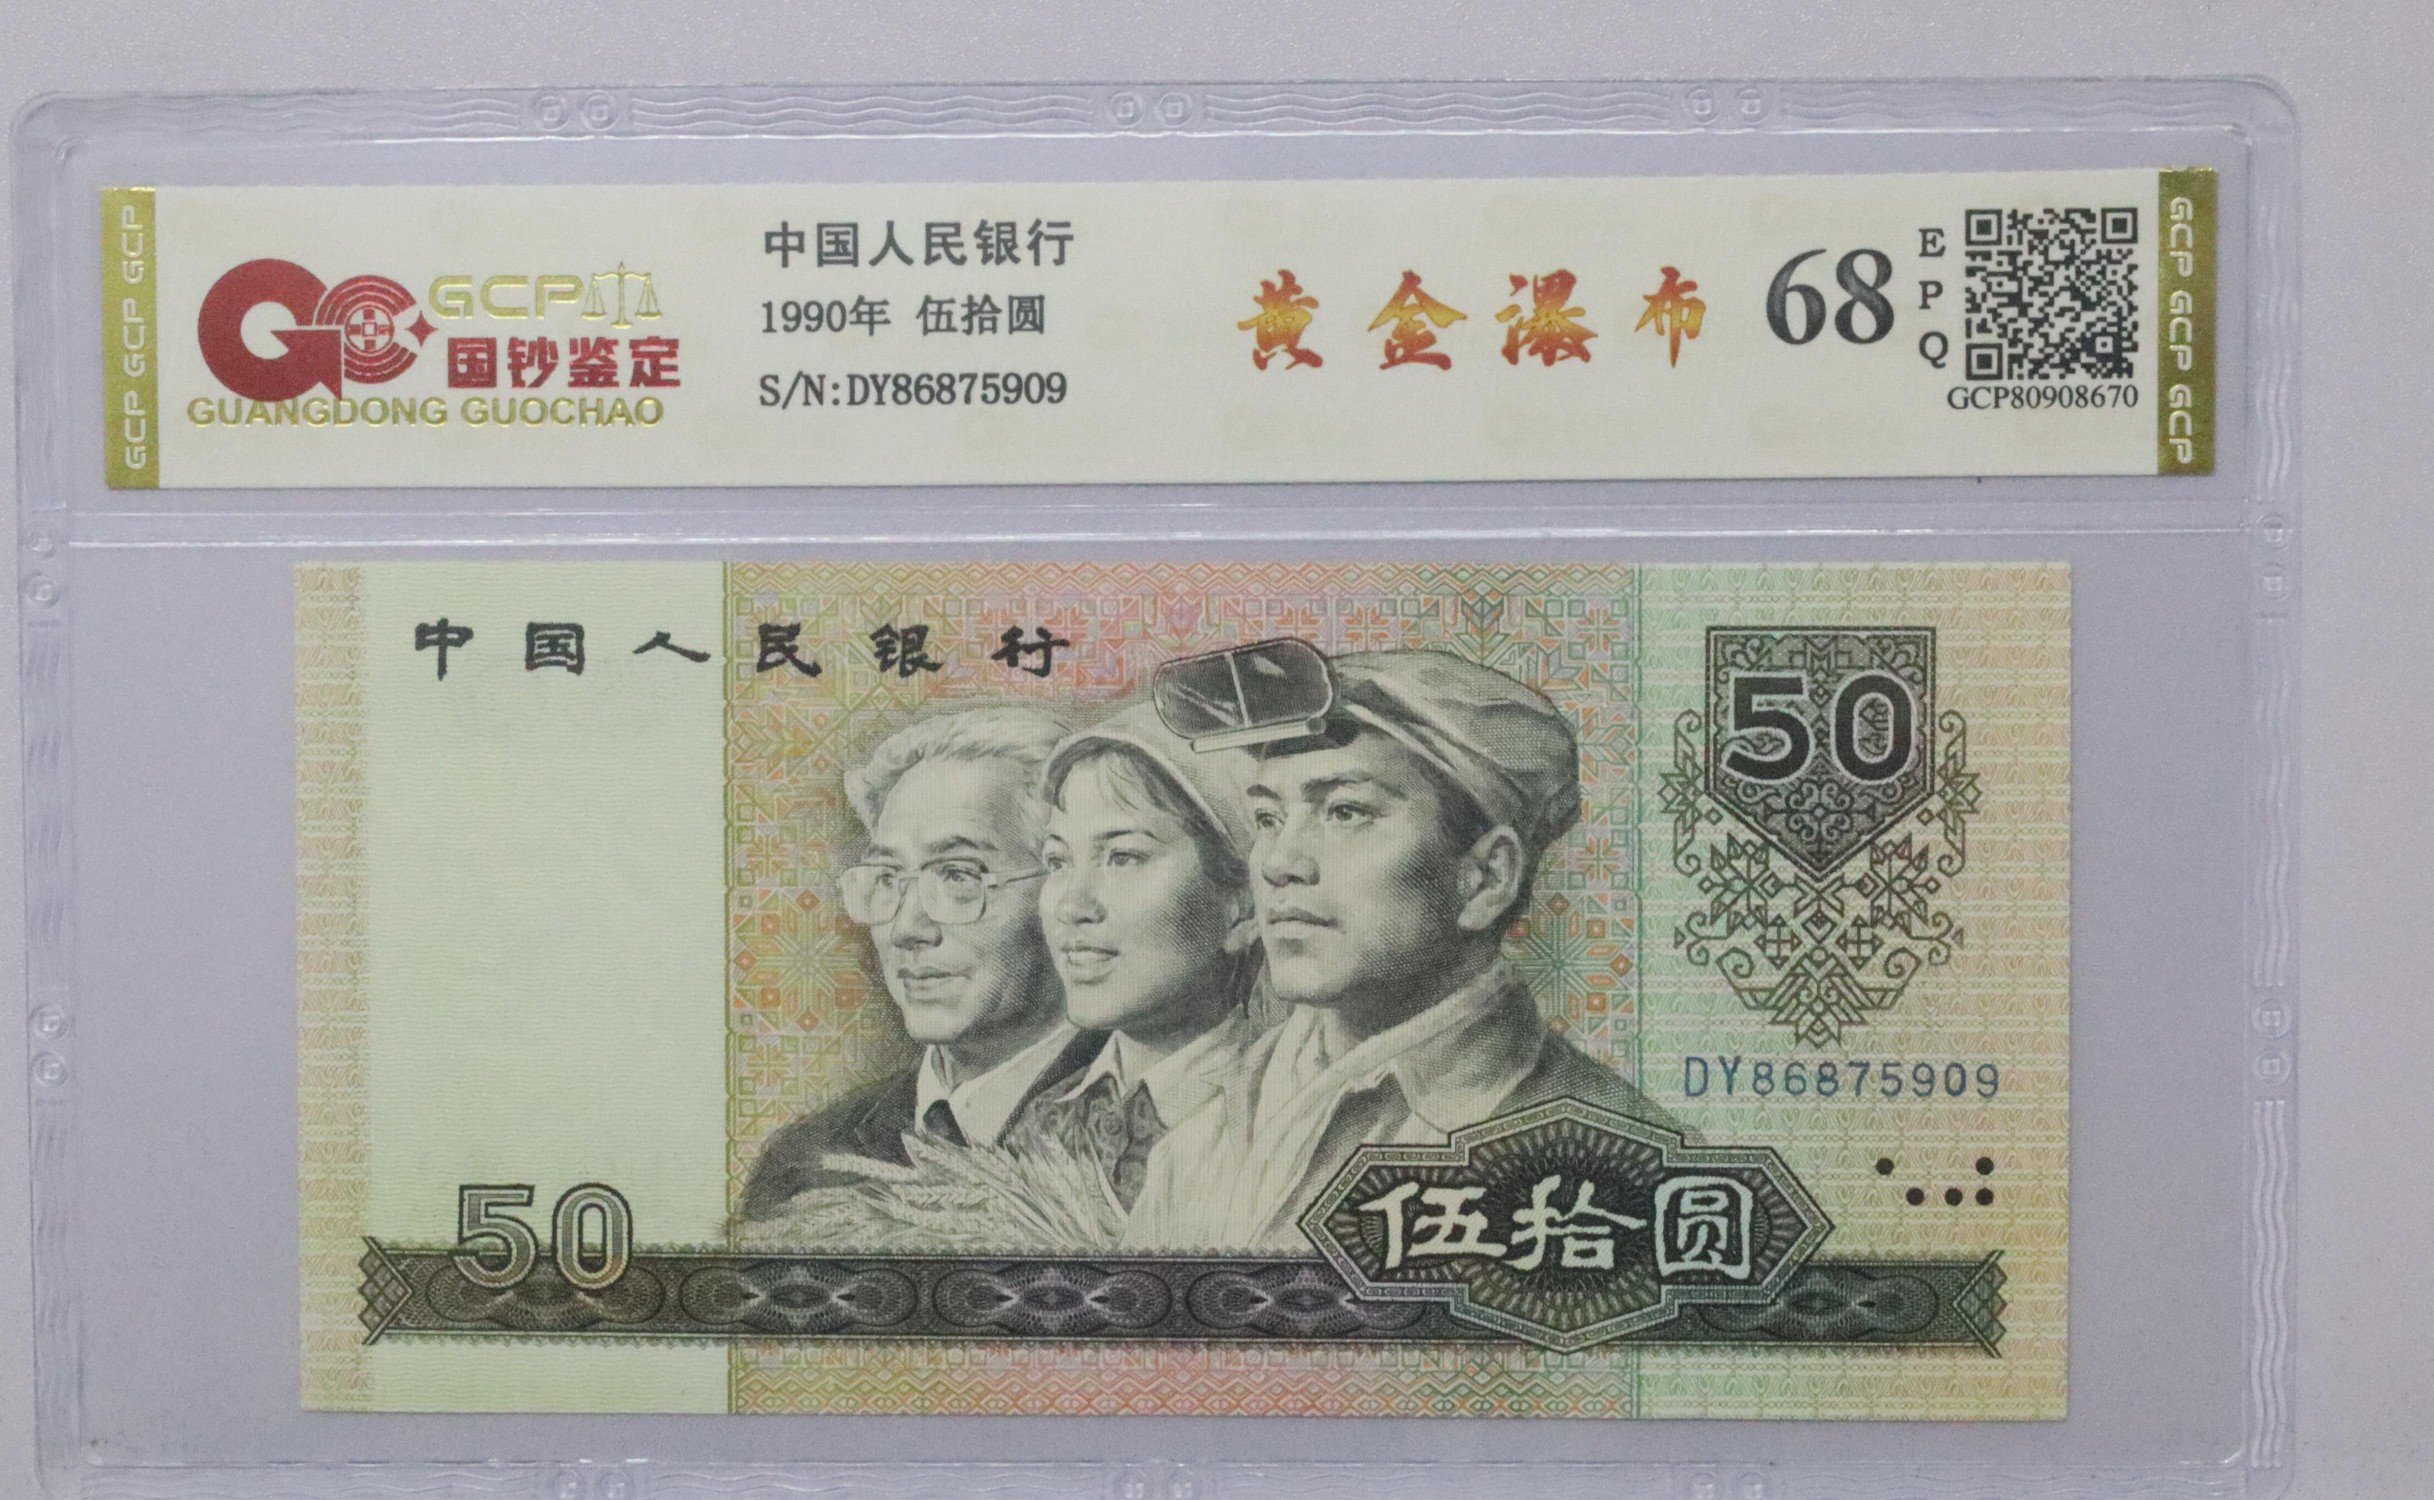 GCP GCP GCP
GCP
国钞鉴定
GUANGDONG GUOCHAO
中国人民银行
1990年 伍拾圆
S/N:DY86875909
黄金瀑布
68
EPQ
GCP80908670
GCP GCP GCP
中国人民银行
50
DY86875909
50
伍拾圆